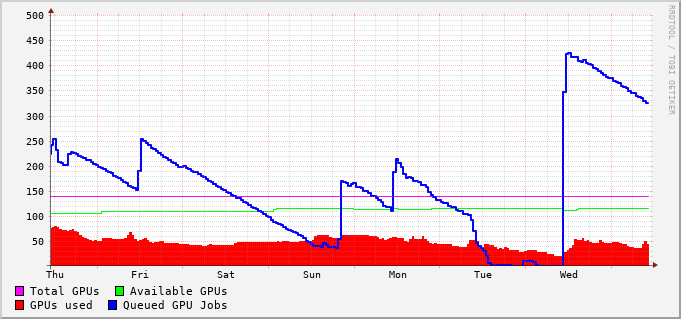 500
450
400
350
300
250
200
150
100
50
Thu Fri Sat Sun Mon Tue Wed
Total GPUs Available GPUs
GPUs used Queued GPU Jobs
RRDTOOL / TOBI OETIKER